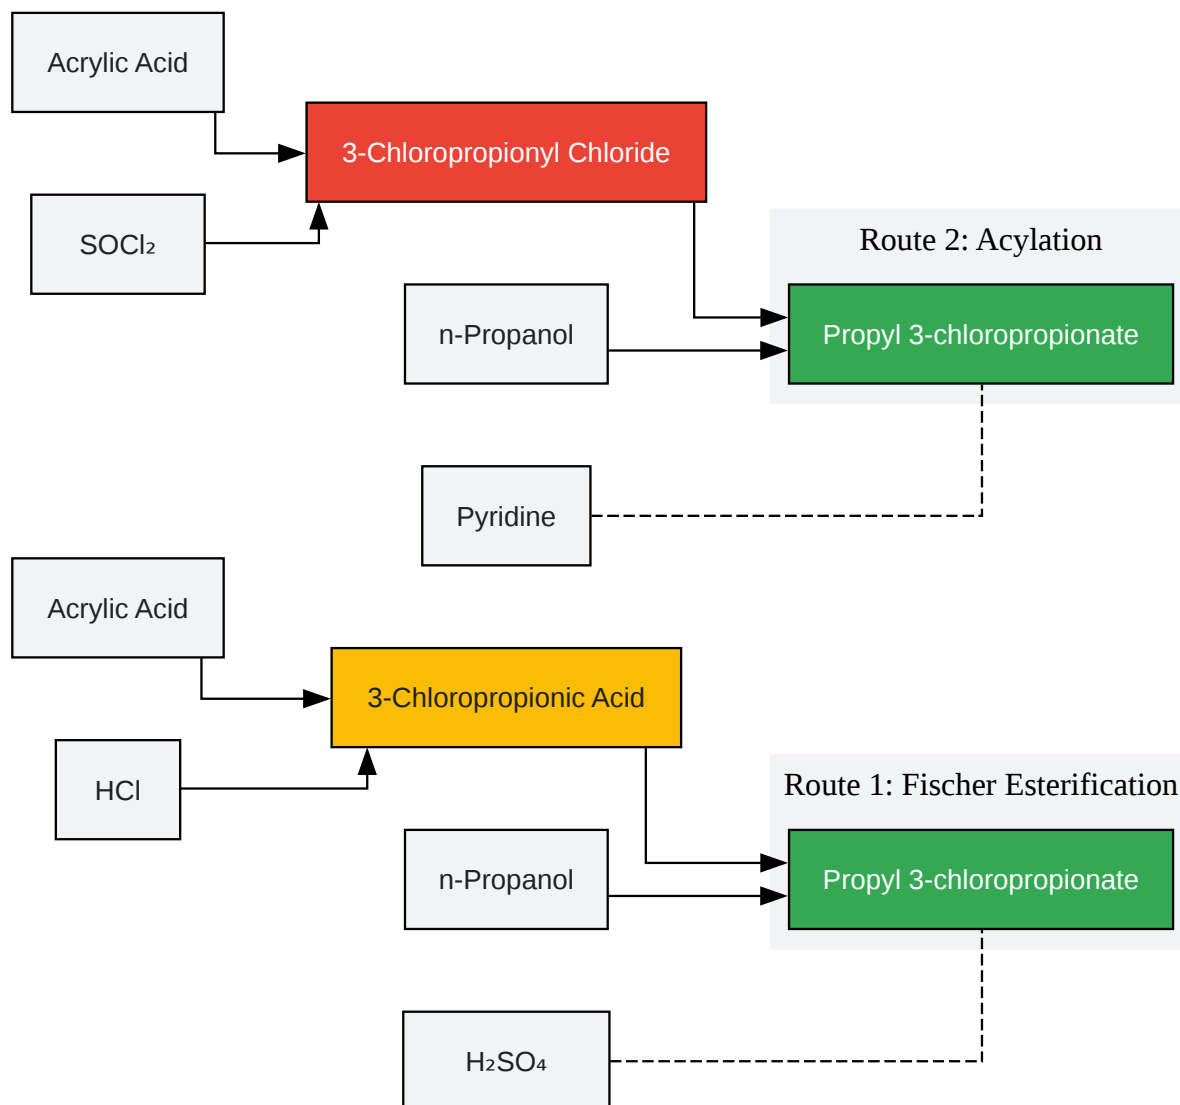 Acrylic Acid
3-Chloropropionyl Chloride
SOCl₂
Route 2: Acylation
n-Propanol
Propyl 3-chloropropionate
Pyridine
Acrylic Acid
3-Chloropropionic Acid
HCl
Route 1: Fischer Esterification
n-Propanol
Propyl 3-chloropropionate
H₂SO₄